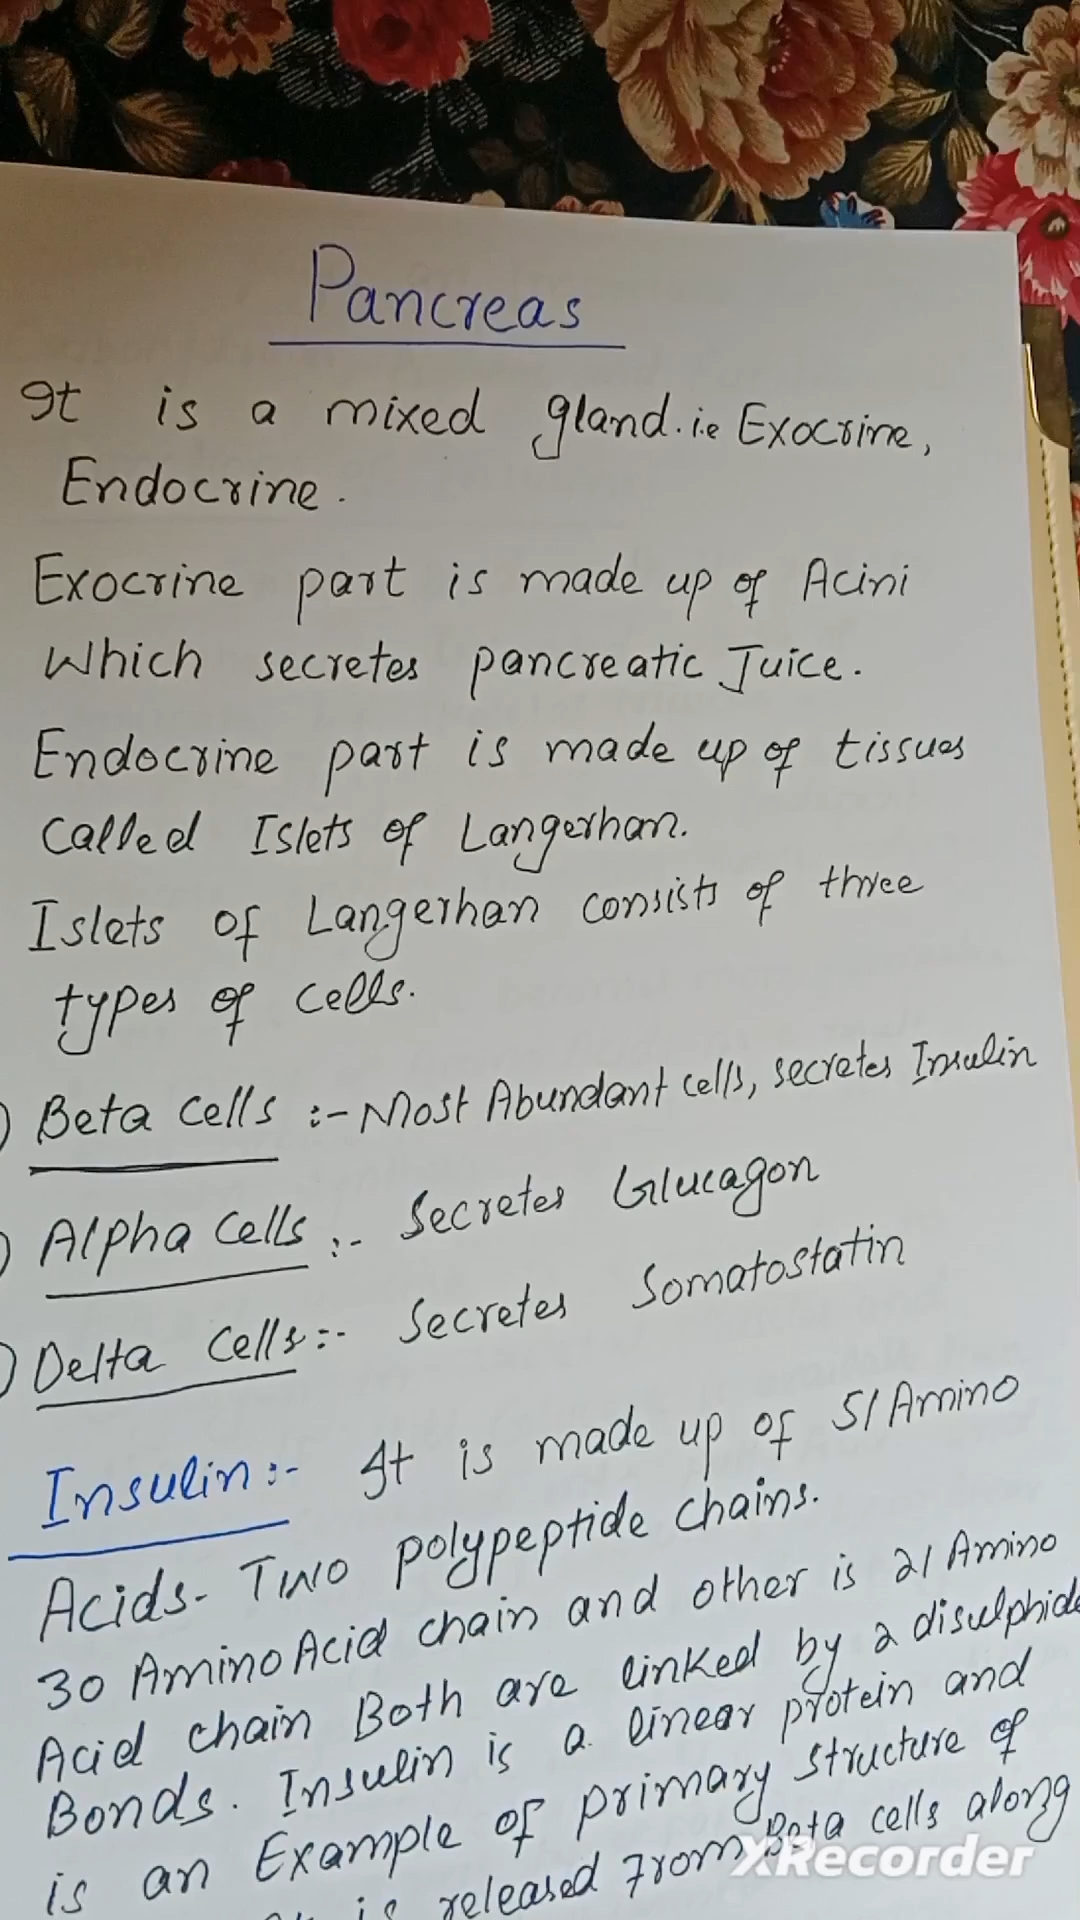 Pancreas
It is a mixed gland. i.e Exocrine,
Endocrine.
Exocrine part is made up of Acini
Which secretes pancreatic Juice.
Endocrine part is made up of tissues
Called Islets of Langerhan.
Islets of Langerhan consists of three
types of cells.
Beta cells :- Most Abundant cells, secretes Insulin
Alpha cells :- Secretes Glucagon
Delta cells :- Secretes Somatostatin
Insulin :- It is made up of 51 Amino
Acids - Two polypeptide chains.
30 Amino Acid chain and other is 21 Amino
Acid chain Both are linked by 2 disulphide
Bonds. Insulin is a linear protein and
is an Example of primary structure of
is released from Beta cells along
XRecorder